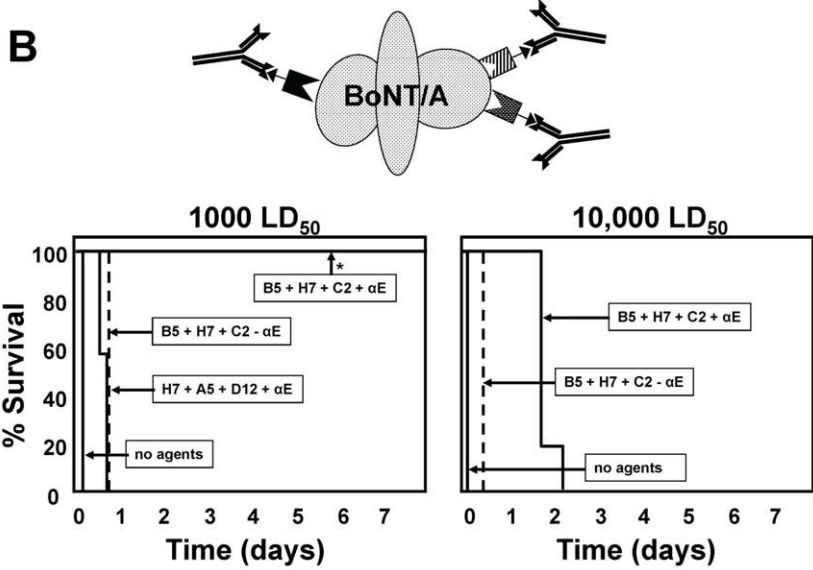 B
BoNT/A
1000 LD50
100
80
60
40
20
0
% Survival
B5 + H7 + C2 + αE
*
B5 + H7 + C2 - αE
H7 + A5 + D12 + αE
no agents
0 1 2 3 4 5 6 7
Time (days)
10,000 LD50
B5 + H7 + C2 + αE
B5 + H7 + C2 - αE
no agents
0 1 2 3 4 5 6 7
Time (days)